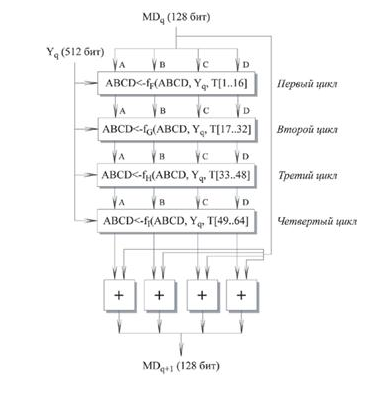 MDq (128 бит)
Yq (512 бит)
A B C D
ABCD<-fF(ABCD, Yq, T[1..16] Первый цикл
A B C D
ABCD<-fG(ABCD, Yq, T[17..32] Второй цикл
A B C D
ABCD<-fH(ABCD, Yq, T[33..48] Третий цикл
A B C D
ABCD<-fI(ABCD, Yq, T[49..64] Четвертый цикл
+ + + +
MDq+1 (128 бит)